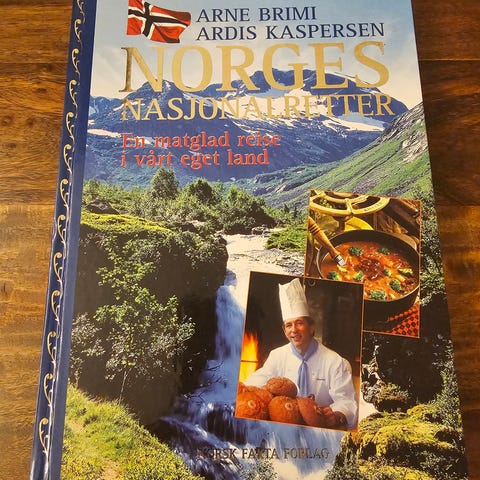 ARNE BRIMI
ARDIS KASPERSEN
NORGES
NASJONALRETTER
En matglad reise
i vårt eget land
NORSK FAKTA FORLAG